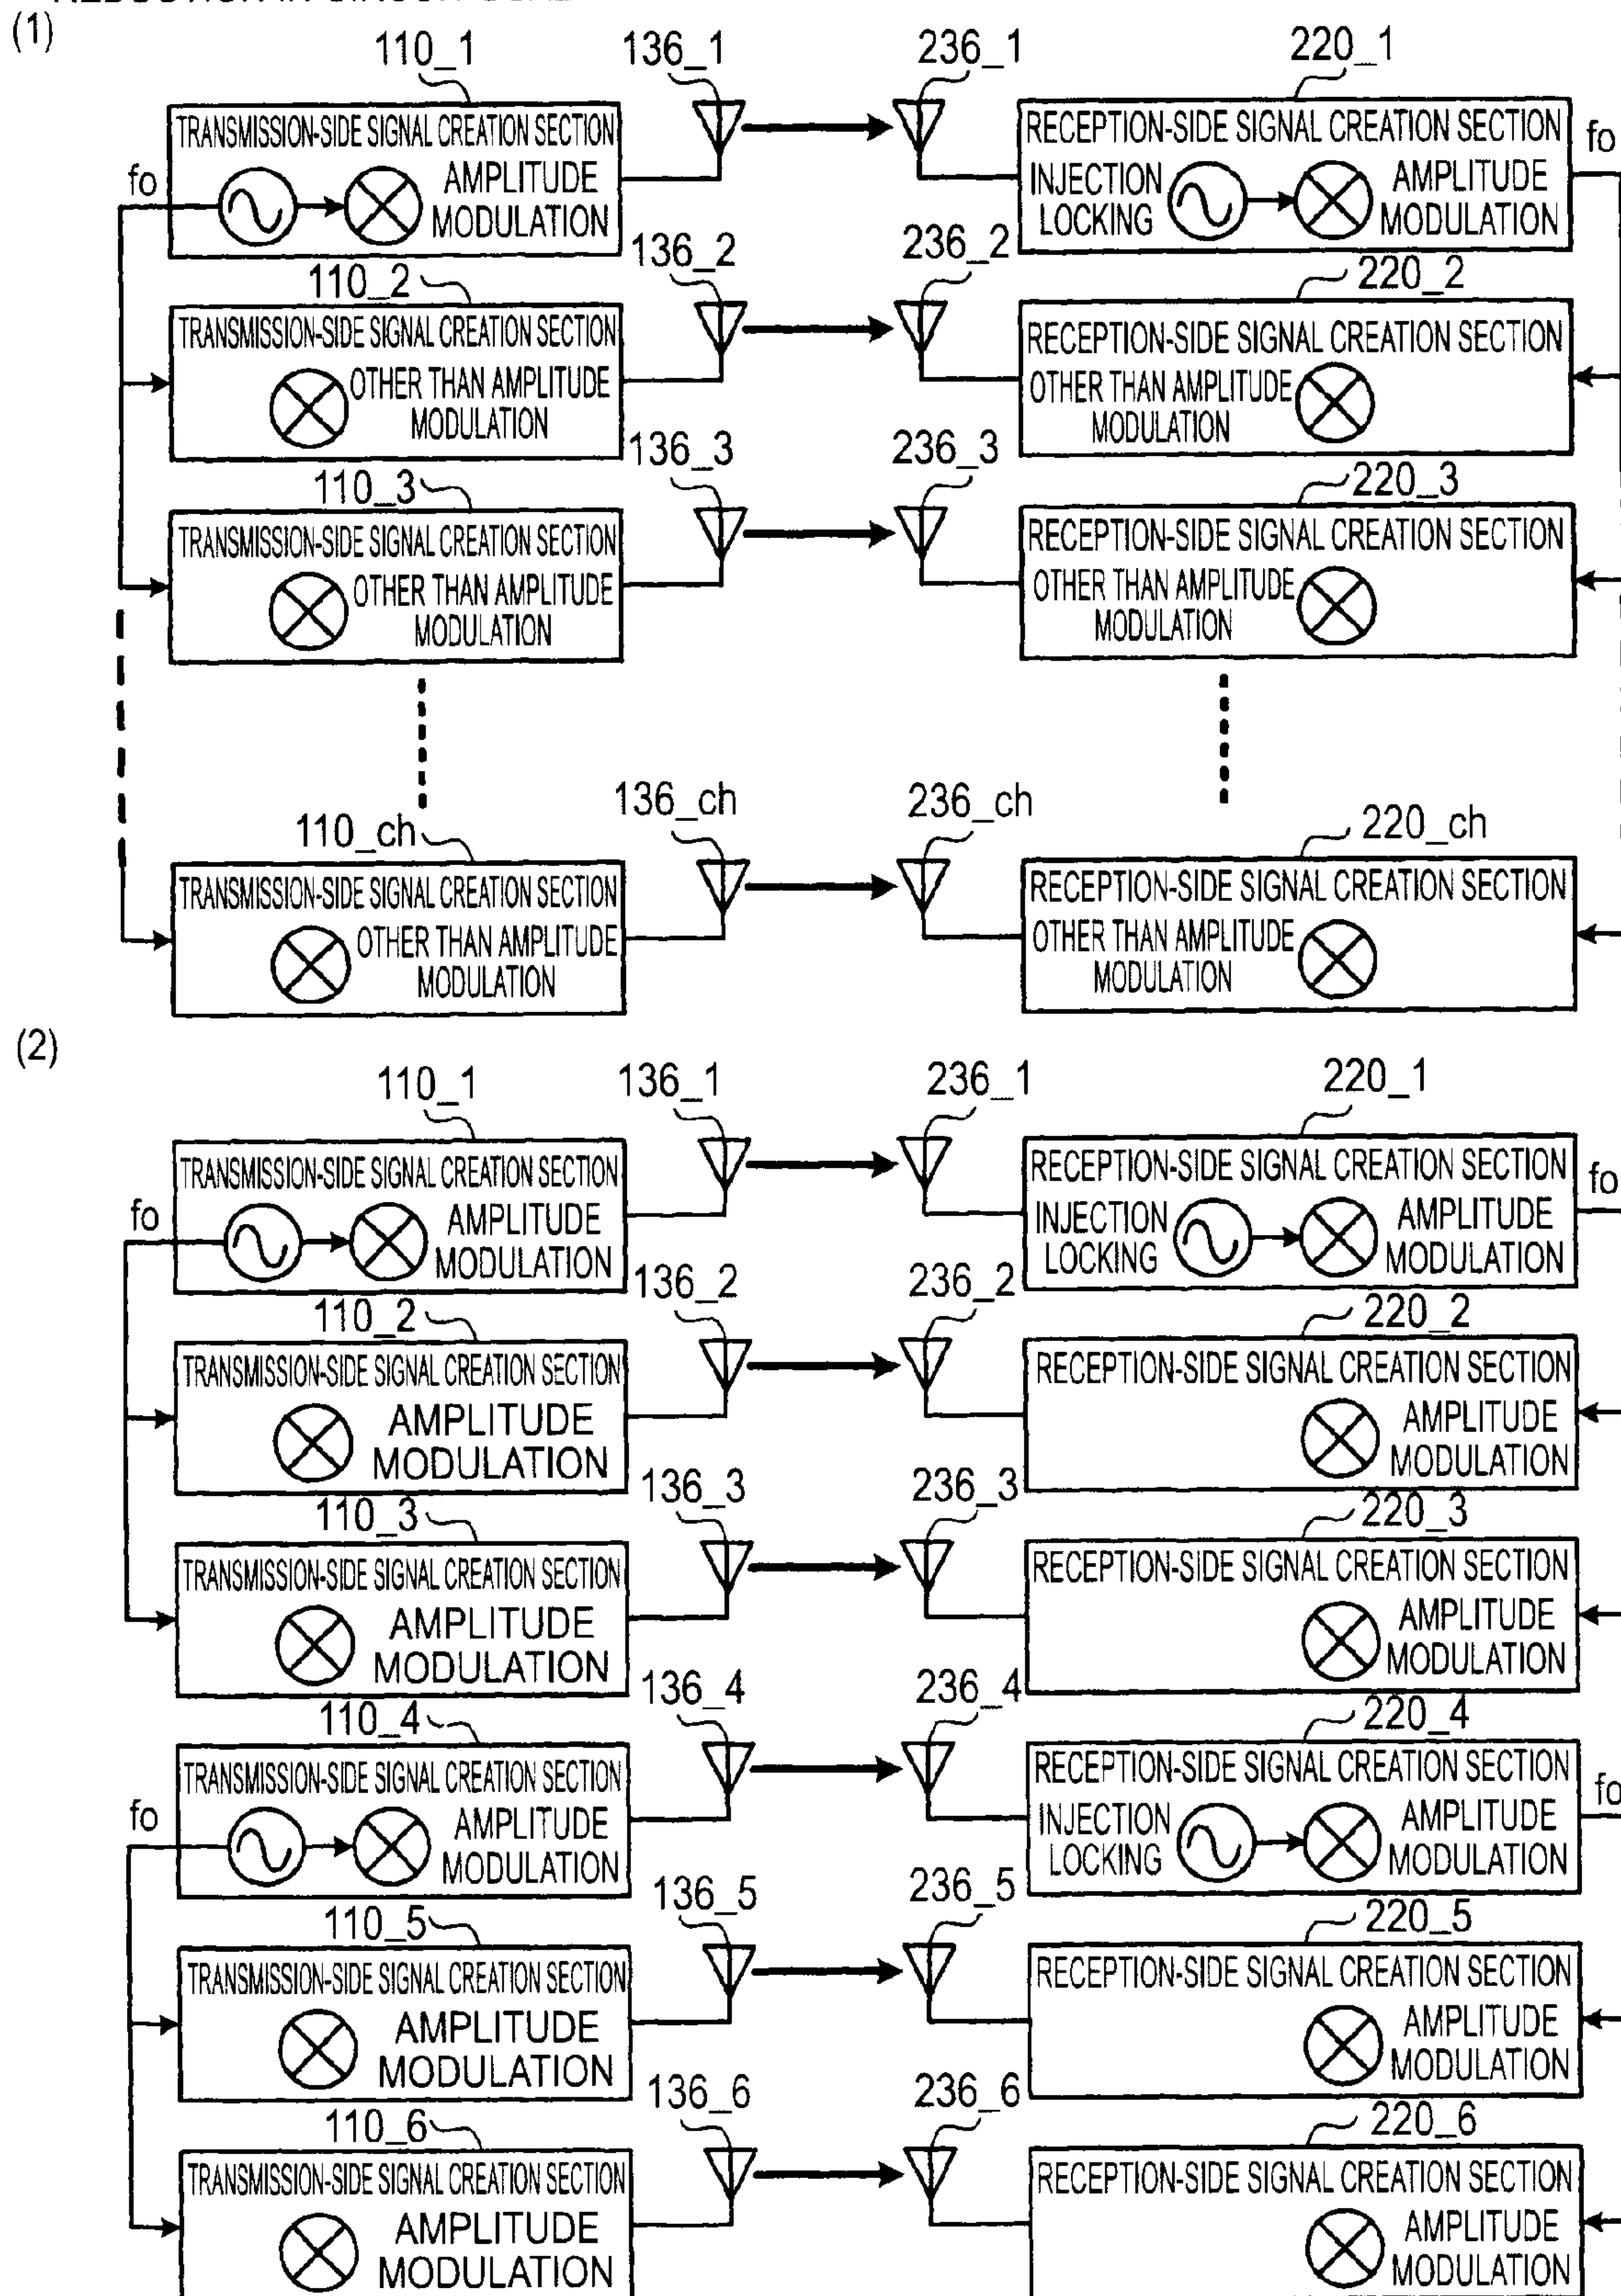 (1)
110_1
136_1
236_1
220_1
TRANSMISSION-SIDE SIGNAL CREATION SECTION
fo
AMPLITUDE
MODULATION
RECEPTION-SIDE SIGNAL CREATION SECTION
INJECTION
LOCKING
AMPLITUDE
MODULATION
fo
110_2
136_2
236_2
220_2
TRANSMISSION-SIDE SIGNAL CREATION SECTION
OTHER THAN AMPLITUDE
MODULATION
RECEPTION-SIDE SIGNAL CREATION SECTION
OTHER THAN AMPLITUDE
MODULATION
110_3
136_3
236_3
220_3
TRANSMISSION-SIDE SIGNAL CREATION SECTION
OTHER THAN AMPLITUDE
MODULATION
RECEPTION-SIDE SIGNAL CREATION SECTION
OTHER THAN AMPLITUDE
MODULATION
110_ch
136_ch
236_ch
220_ch
TRANSMISSION-SIDE SIGNAL CREATION SECTION
OTHER THAN AMPLITUDE
MODULATION
RECEPTION-SIDE SIGNAL CREATION SECTION
OTHER THAN AMPLITUDE
MODULATION
(2)
110_1
136_1
236_1
220_1
TRANSMISSION-SIDE SIGNAL CREATION SECTION
fo
AMPLITUDE
MODULATION
RECEPTION-SIDE SIGNAL CREATION SECTION
INJECTION
LOCKING
AMPLITUDE
MODULATION
fo
110_2
136_2
236_2
220_2
TRANSMISSION-SIDE SIGNAL CREATION SECTION
AMPLITUDE
MODULATION
RECEPTION-SIDE SIGNAL CREATION SECTION
AMPLITUDE
MODULATION
110_3
136_3
236_3
220_3
TRANSMISSION-SIDE SIGNAL CREATION SECTION
AMPLITUDE
MODULATION
RECEPTION-SIDE SIGNAL CREATION SECTION
AMPLITUDE
MODULATION
110_4
136_4
236_4
220_4
TRANSMISSION-SIDE SIGNAL CREATION SECTION
fo
AMPLITUDE
MODULATION
RECEPTION-SIDE SIGNAL CREATION SECTION
INJECTION
LOCKING
AMPLITUDE
MODULATION
fo
110_5
136_5
236_5
220_5
TRANSMISSION-SIDE SIGNAL CREATION SECTION
AMPLITUDE
MODULATION
RECEPTION-SIDE SIGNAL CREATION SECTION
AMPLITUDE
MODULATION
110_6
136_6
236_6
220_6
TRANSMISSION-SIDE SIGNAL CREATION SECTION
AMPLITUDE
MODULATION
RECEPTION-SIDE SIGNAL CREATION SECTION
AMPLITUDE
MODULATION